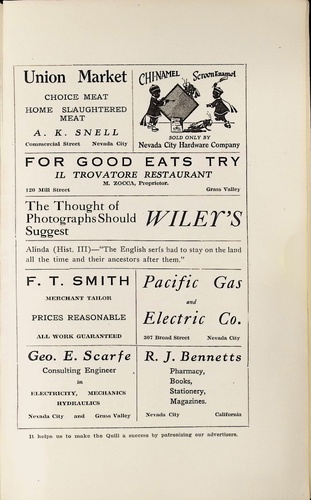 Union Market
CHOICE MEAT
HOME SLAUGHTERED
MEAT
A. K. SNELL
Commercial Street Nevada City
CHI-NAMEL Screen Enamel
SOLD ONLY BY
Nevada City Hardware Company
FOR GOOD EATS TRY
IL TROVATORE RESTAURANT
M. ZOCCA, Proprietor.
120 Mill Street Grass Valley
The Thought of
Photographs Should
Suggest
WILEY'S
Alinda (Hist. III)—"The English serfs had to stay on the land
all the time and their ancestors after them."
F. T. SMITH
MERCHANT TAILOR
PRICES REASONABLE
ALL WORK GUARANTEED
Pacific Gas
and
Electric Co.
307 Broad Street Nevada City
Geo. E. Scarfe
Consulting Engineer
in
ELECTRICITY, MECHANICS
HYDRAULICS
Nevada City and Grass Valley
R. J. Bennetts
Pharmacy,
Books,
Stationery,
Magazines.
Nevada City California
It helps us to make the Quill a success by patronizing our advertisers.